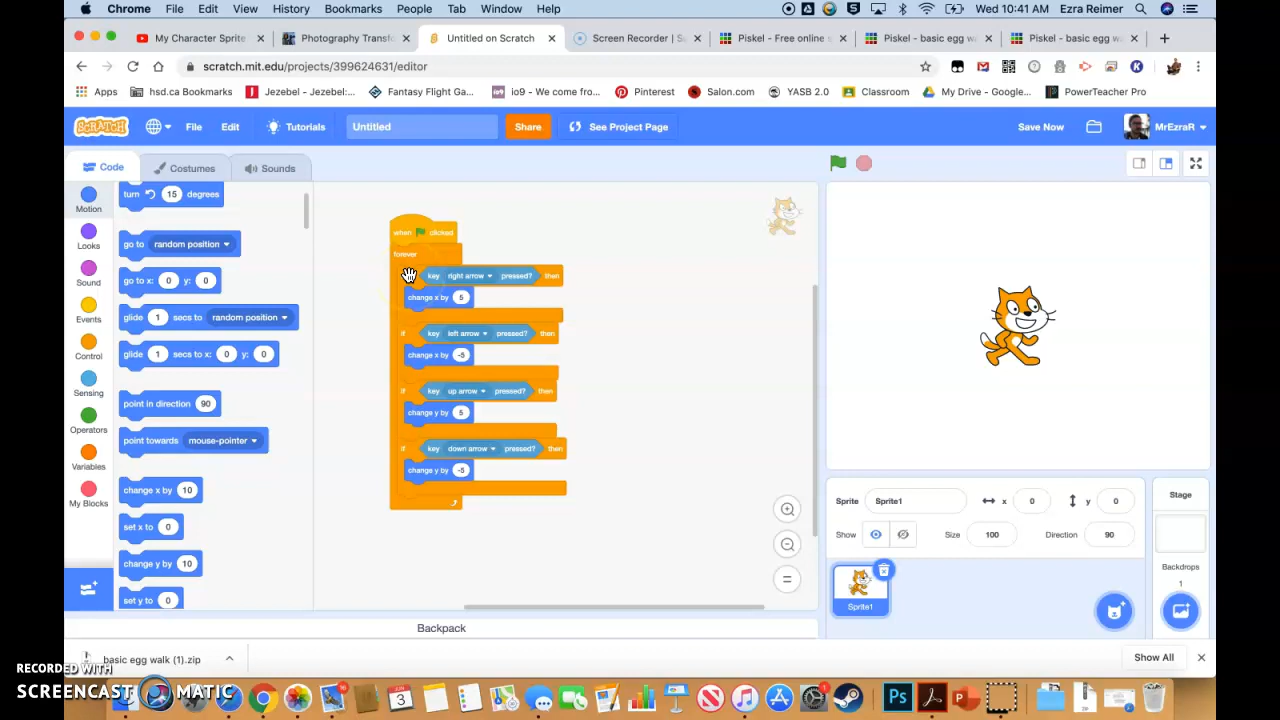 Chrome File Edit View History Bookmarks People Tab Window Help Wed 10:41 AM Ezra Reimer
My Character Sprite. Photography Transfo Untitled on Scratch Screen Recorder | Sc Piskel - Free online s Piskel - basic egg w Piskel - basic egg w
scratch.mit.edu/projects/399624631/editor
Apps hsd.ca Bookmarks Jezebel - Jezebel:... Fantasy Flight Ga... io9 - We come fro... Pinterest Salon.com YASB 2.0 Classroom My Drive - Google... PowerTeacher Pro
SCRATCH File Edit Tutorials Untitled Share See Project Page Save Now MrEzraR
Code Costumes Sounds
Motion
Looks
Sound
Events
Control
Sensing
Operators
Variables
My Blocks
turn 15 degrees
go to random position
go to x: 0 y: 0
glide 1 secs to random position
glide 1 secs to x: 0 y: 0
point in direction 90
point towards mouse-pointer
change x by 10
set x to 0
change y by 10
set y to 0
when clicked
forever
key right arrow pressed? then
change x by 5
if key left arrow pressed? then
change x by -5
if key up arrow pressed? then
change y by 5
if key down arrow pressed? then
change y by -5
Sprite Sprite1 x 0 y 0
Show Size 100 Direction 90
Sprite1
Stage
Backdrops
1
Backpack
basic egg walk (1).zip Show All
RECORDED WITH
SCREENCAST MATIC
JUN
3
Ps